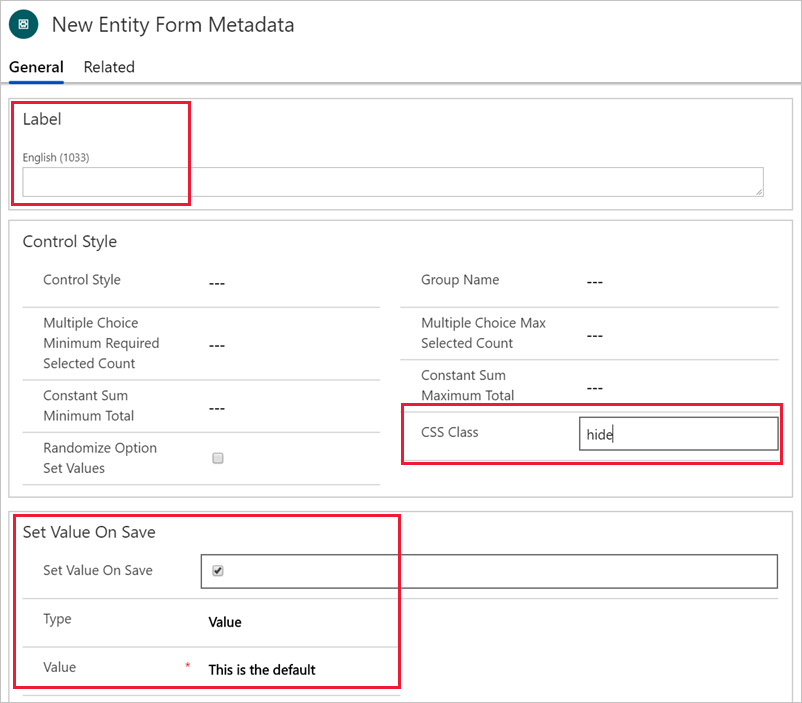 New Entity Form Metadata
General Related
Label
English (1033)
Control Style
Control Style ---
Group Name ---
Multiple Choice
Minimum Required
Selected Count
---
Multiple Choice Max
Selected Count
---
Constant Sum
Minimum Total
---
Constant Sum
Maximum Total
---
Randomize Option
Set Values
CSS Class hide
Set Value On Save
Set Value On Save
Type Value
Value * This is the default